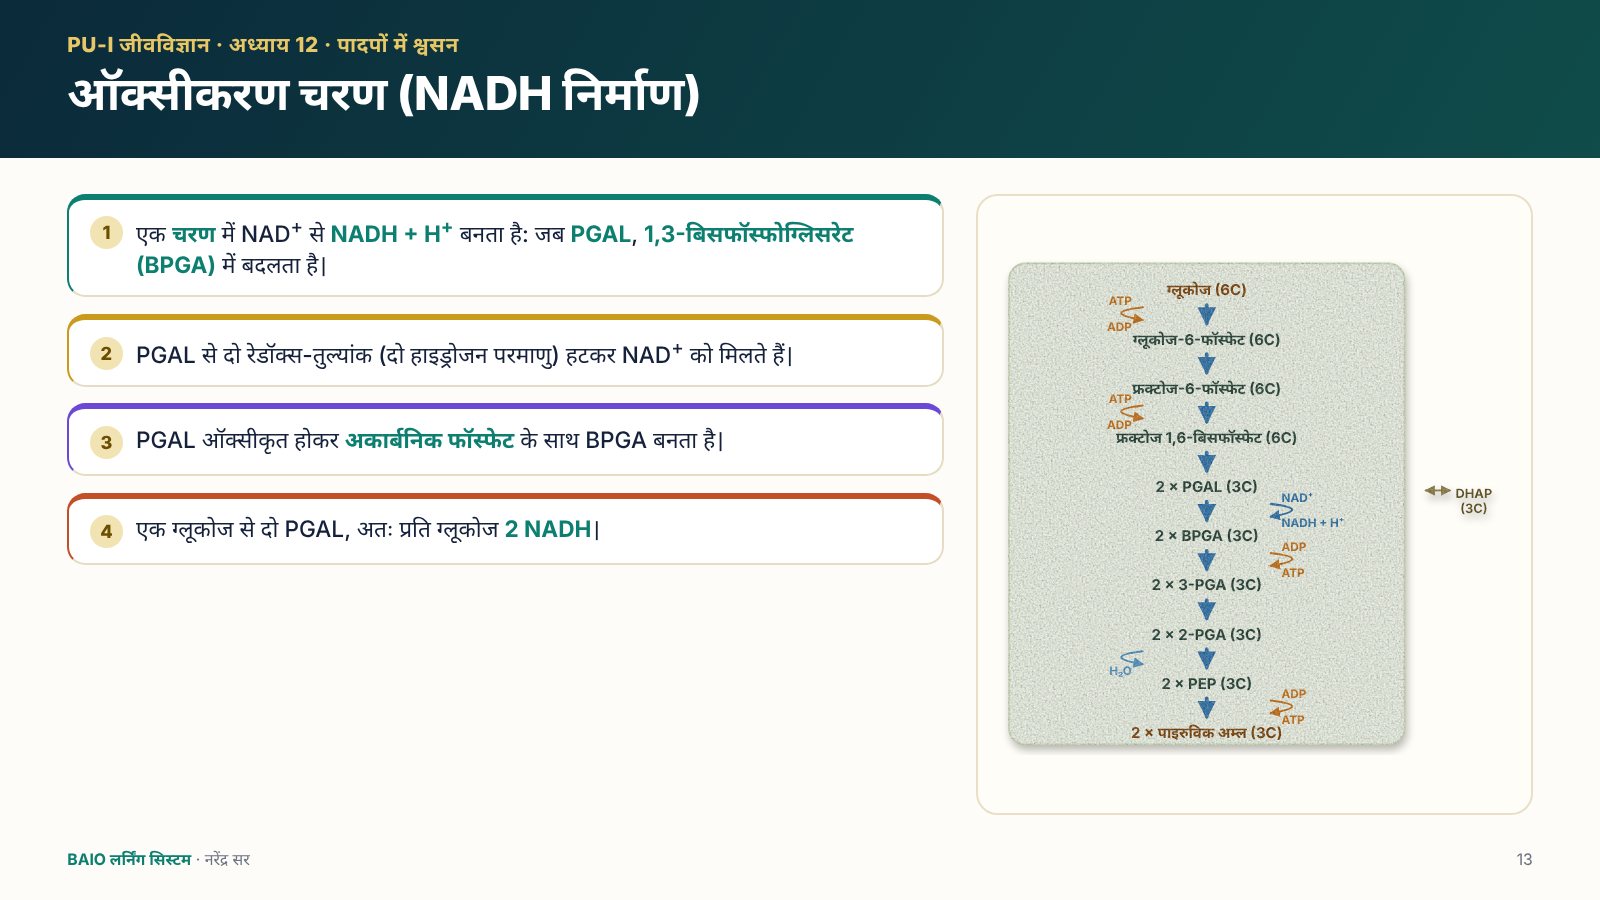 PU-I जीवविज्ञान · अध्याय 12 · पादपों में श्वसन
ऑक्सीकरण चरण (NADH निर्माण)
1
एक चरण में NAD⁺ से NADH + H⁺ बनता है: जब PGAL, 1,3-बिसफॉस्फोग्लिसरेट
(BPGA) में बदलता है|
2
PGAL से दो रेडॉक्स-तुल्यांक (दो हाइड्रोजन परमाणु) हटकर NAD⁺ को मिलते हैं|
3
PGAL ऑक्सीकृत होकर अकार्बनिक फॉस्फेट के साथ BPGA बनता है|
4
एक ग्लूकोज से दो PGAL, अतः प्रति ग्लूकोज 2 NADH|
ग्लूकोज (6C)
ATP
ADP
ग्लूकोज-6-फॉस्फेट (6C)
फ्रक्टोज-6-फॉस्फेट (6C)
ATP
ADP
फ्रक्टोज 1,6-बिसफॉस्फेट (6C)
2 × PGAL (3C)
DHAP
(3C)
NAD⁺
NADH + H⁺
2 × BPGA (3C)
ADP
ATP
2 × 3-PGA (3C)
2 × 2-PGA (3C)
H₂O
2 × PEP (3C)
ADP
ATP
2 × पाइरुविक अम्ल (3C)
BAIO लर्निंग सिस्टम · नरेंद्र सर
13